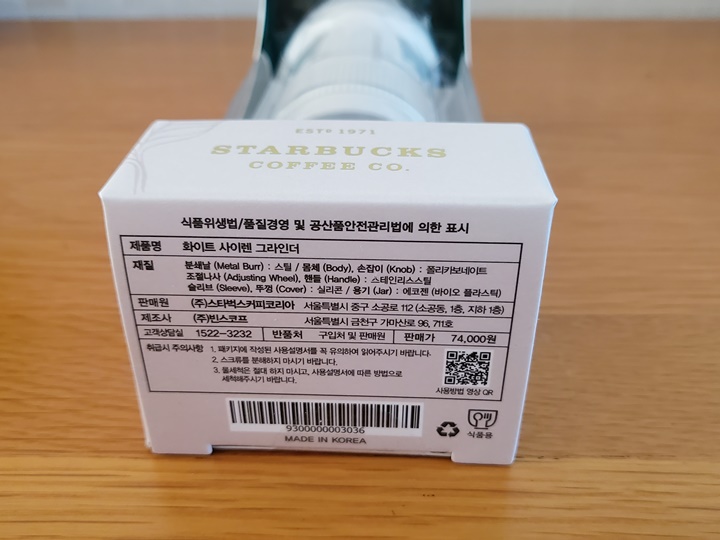 ESTD 1971
STARBUCKS
COFFEE CO.
식품위생법/품질경영 및 공산품안전관리법에 의한 표시
제품명 화이트 사이렌 그라인더
재질 분쇄날 (Metal Burr) : 스틸 / 몸체 (Body), 손잡이 (Knob) : 폴리카보네이트
조절나사 (Adjusting Wheel), 핸들 (Handle) : 스테인리스스틸
슬리브 (Sleeve), 뚜껑 (Cover) : 실리콘 / 용기 (Jar) : 에코젠 (바이오 플라스틱)
판매원 (주)스타벅스커피코리아 서울특별시 중구 소공로 112 (소공동, 1층, 지하 1층)
제조사 (주)빈스코프 서울특별시 금천구 가마산로 96, 711호
고객상담실 1522-3232 반품처 구입처 및 판매원 판매가 74,000원
취급시 주의사항 1. 패키지에 작성된 사용설명서를 꼭 유의하여 읽어주시기 바랍니다.
2. 스크류를 분해하지 마시기 바랍니다.
3. 물세척은 절대 하지 마시고, 사용설명서에 따른 방법으로
세척해주시기 바랍니다.
사용방법 영상 QR
9300000003036
MADE IN KOREA
식품용